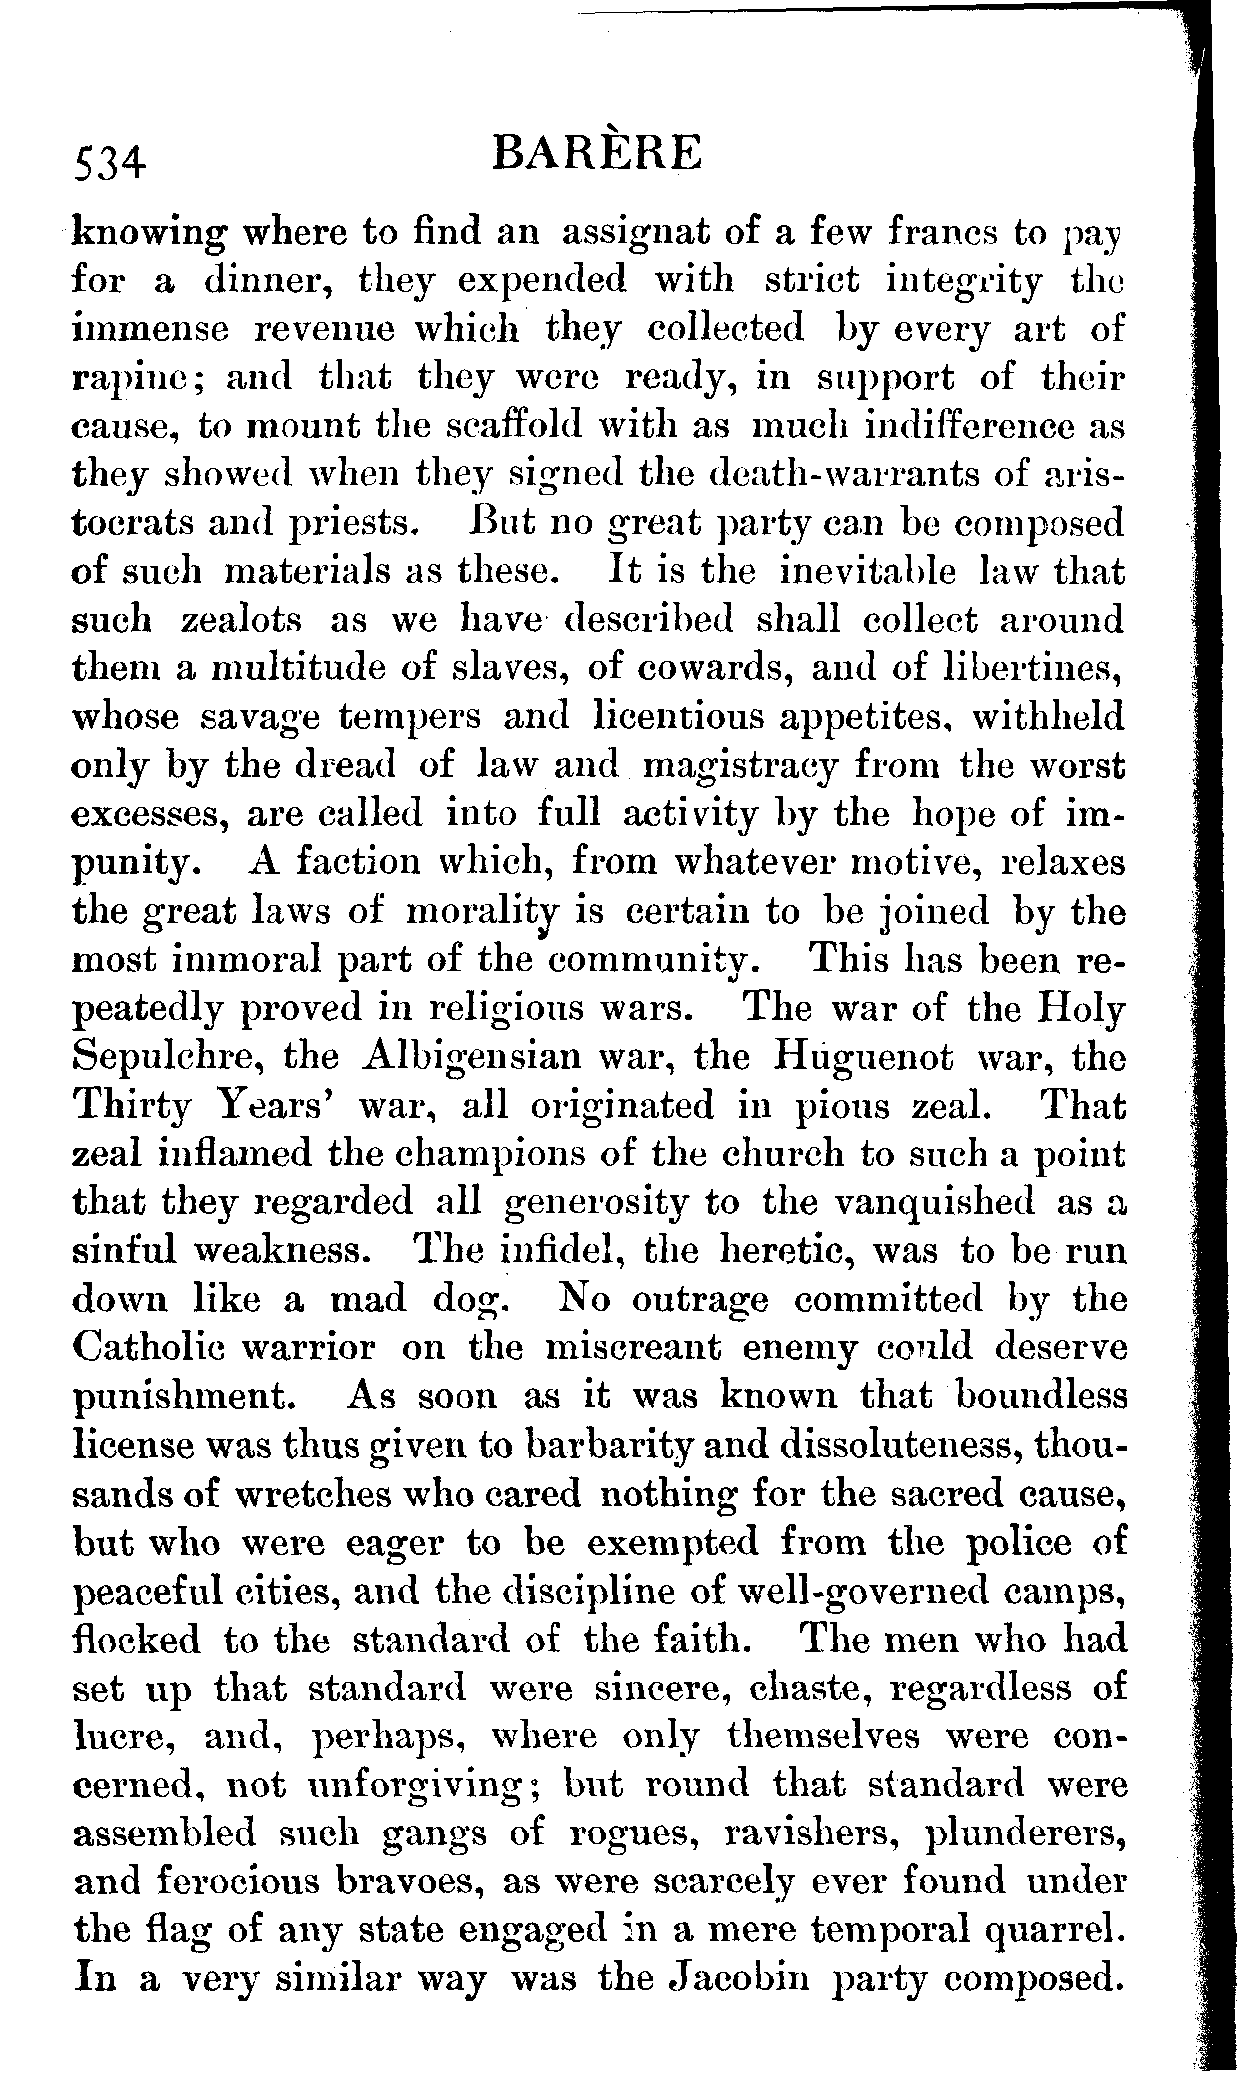 534 BARÈRE
knowing where to find an assignat of a few francs to pay
for a dinner, they expended with strict integrity the
immense revenue which they collected by every art of
rapine; and that they were ready, in support of their
cause, to mount the scaffold with as much indifference as
they showed when they signed the death-warrants of aris-
tocrats and priests. But no great party can be composed
of such materials as these. It is the inevitable law that
such zealots as we have described shall collect around
them a multitude of slaves, of cowards, and of libertines,
whose savage tempers and licentious appetites, withheld
only by the dread of law and magistracy from the worst
excesses, are called into full activity by the hope of im-
punity. A faction which, from whatever motive, relaxes
the great laws of morality is certain to be joined by the
most immoral part of the community. This has been re-
peatedly proved in religious wars. The war of the Holy
Sepulchre, the Albigensian war, the Huguenot war, the
Thirty Years' war, all originated in pious zeal. That
zeal inflamed the champions of the church to such a point
that they regarded all generosity to the vanquished as a
sinful weakness. The infidel, the heretic, was to be run
down like a mad dog. No outrage committed by the
Catholic warrior on the miscreant enemy could deserve
punishment. As soon as it was known that boundless
license was thus given to barbarity and dissoluteness, thou-
sands of wretches who cared nothing for the sacred cause,
but who were eager to be exempted from the police of
peaceful cities, and the discipline of well-governed camps,
flocked to the standard of the faith. The men who had
set up that standard were sincere, chaste, regardless of
lucre, and, perhaps, where only themselves were con-
cerned, not unforgiving; but round that standard were
assembled such gangs of rogues, ravishers, plunderers,
and ferocious bravoes, as were scarcely ever found under
the flag of any state engaged in a mere temporal quarrel.
In a very similar way was the Jacobin party composed.